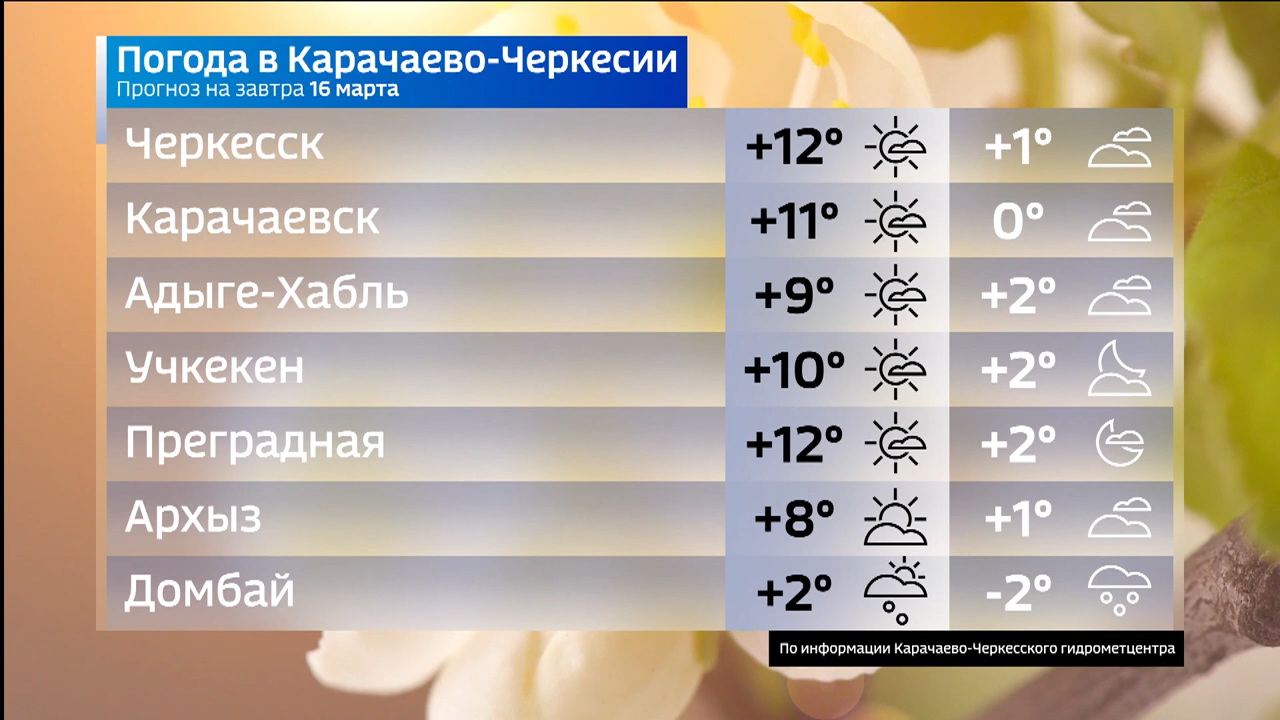 Погода в Карачаево-Черкесии
Прогноз на завтра 16 марта
Черкесск +12° +1°
Карачаевск +11° 0°
Адыге-Хабль +9° +2°
Учкекен +10° +2°
Преградная +12° +2°
Архыз +8° +1°
Домбай +2° -2°
По информации Карачаево-Черкесского гидрометцентра